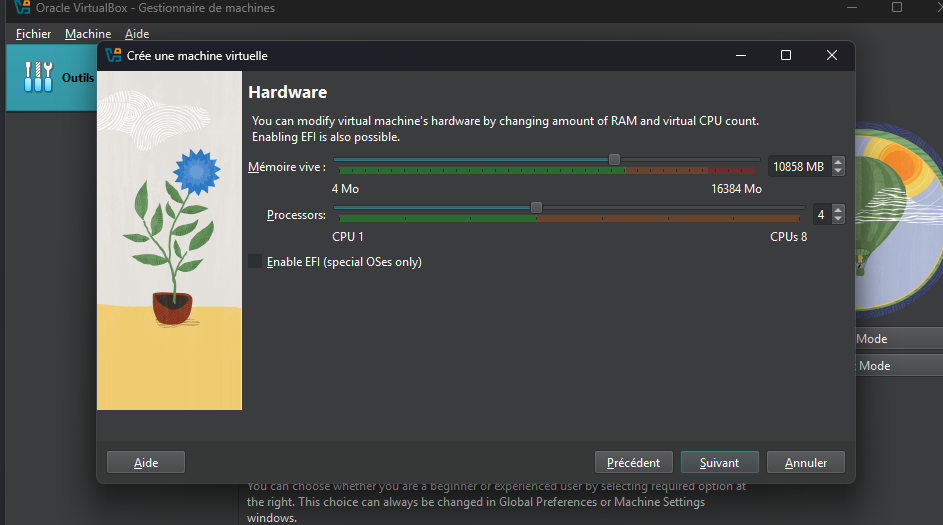 Oracle VirtualBox - Gestionnaire de machines
Fichier Machine Aide
Outils
Crée une machine virtuelle
Hardware
You can modify virtual machine's hardware by changing amount of RAM and virtual CPU count.
Enabling EFI is also possible.
Mémoire vive : 10858 MB
4 Mo 16384 Mo
Processors: 4
CPU 1 CPUs 8
Enable EFI (special OSes only)
Mode
Mode
Aide Précédent Suivant Annuler
You can choose whether you are a beginner or experienced user by selecting required option at
the right. This choice can always be changed in Global Preferences or Machine Settings
windows.